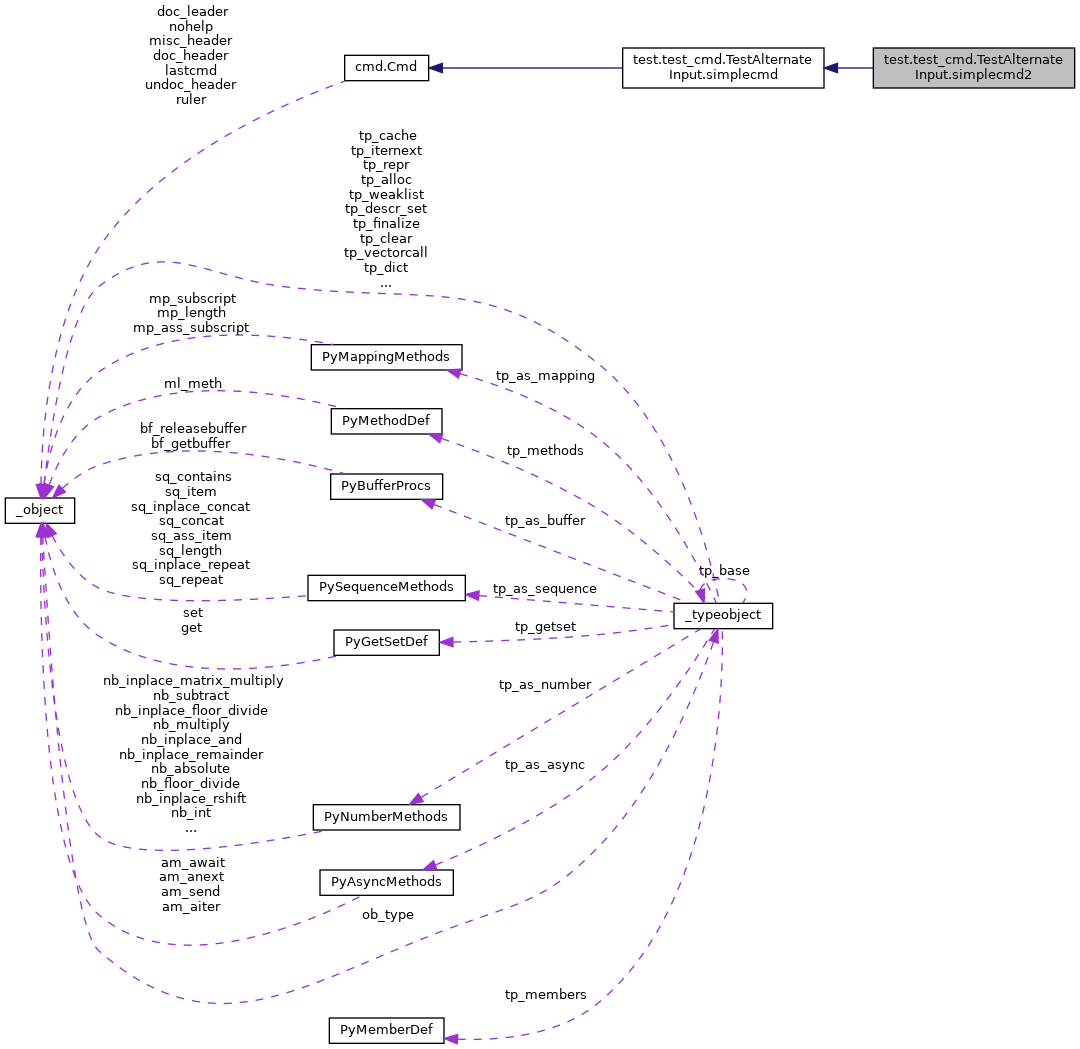 doc_leader
nohelp
misc_header
doc_header
lastcmd
undoc_header
ruler
cmd.Cmd
test.test_cmd.TestAlternate
Input.simplecmd
test.test_cmd.TestAlternate
Input.simplecmd2
tp_cache
tp_iternext
tp_repr
tp_alloc
tp_weaklist
tp_descr_set
tp_finalize
tp_clear
tp_vectorcall
tp_dict
...
mp_subscript
mp_length
mp_ass_subscript
PyMappingMethods
tp_as_mapping
ml_meth
PyMethodDef
tp_methods
bf_releasebuffer
bf_getbuffer
PyBufferProcs
tp_as_buffer
_object
sq_contains
sq_item
sq_inplace_concat
sq_concat
sq_ass_item
sq_length
sq_inplace_repeat
sq_repeat
PySequenceMethods
tp_as_sequence
tp_base
_typeobject
set
get
PyGetSetDef
tp_getset
nb_inplace_matrix_multiply
nb_subtract
nb_inplace_floor_divide
nb_multiply
nb_inplace_and
nb_inplace_remainder
nb_absolute
nb_floor_divide
nb_inplace_rshift
nb_int
...
PyNumberMethods
tp_as_number
tp_as_async
am_await
am_anext
am_send
am_aiter
PyAsyncMethods
ob_type
tp_members
PyMemberDef